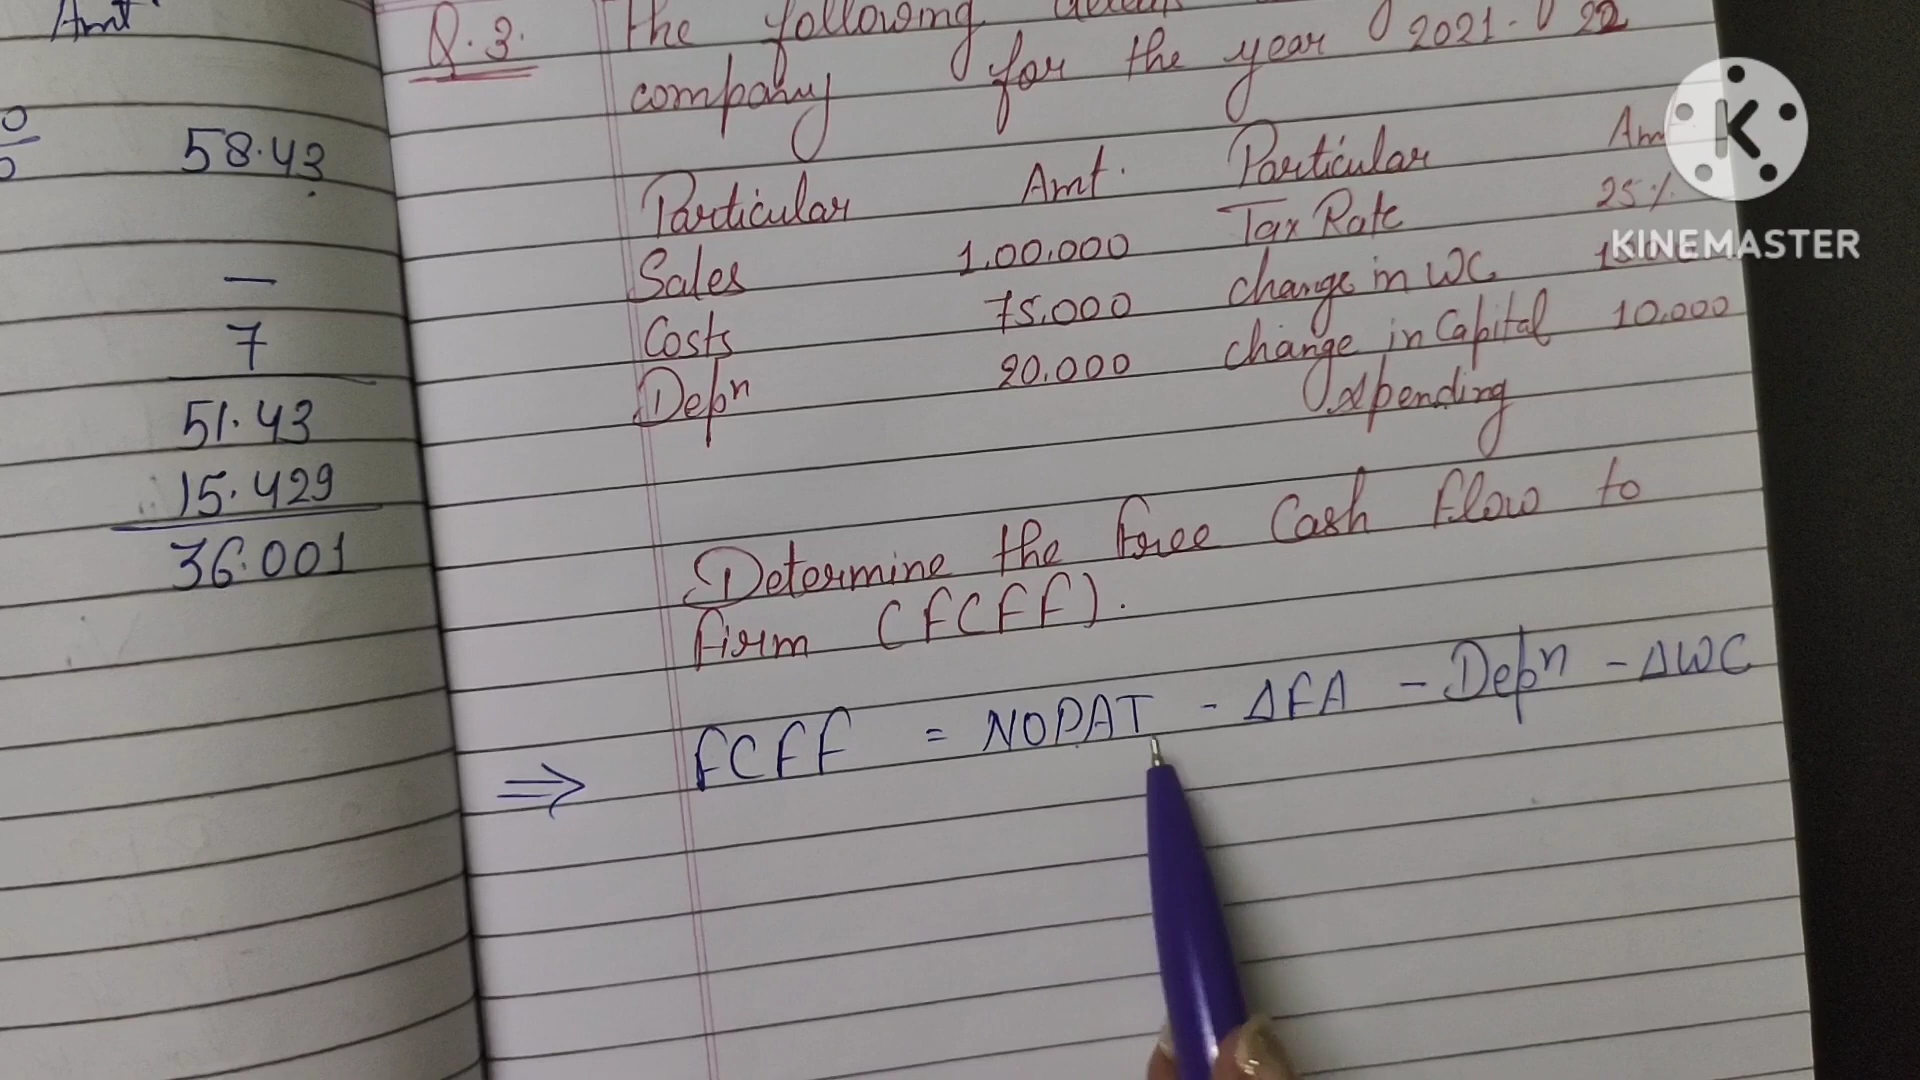 Amt
58.43
—
7
51.43
15.429
36.001
Q.3. The following
company for the year 2021-22
Particular Amt. Particular Am
Sales 1,00,000 Tax Rate 25%
Costs 75,000 change in WC
Depn 20,000 change in Capital 10,000
spending
Determine the free Cash flow to
firm (FCFF).
⇒ FCFF = NOPAT - ΔFA - Depn - ΔWC
K
KINEMASTER